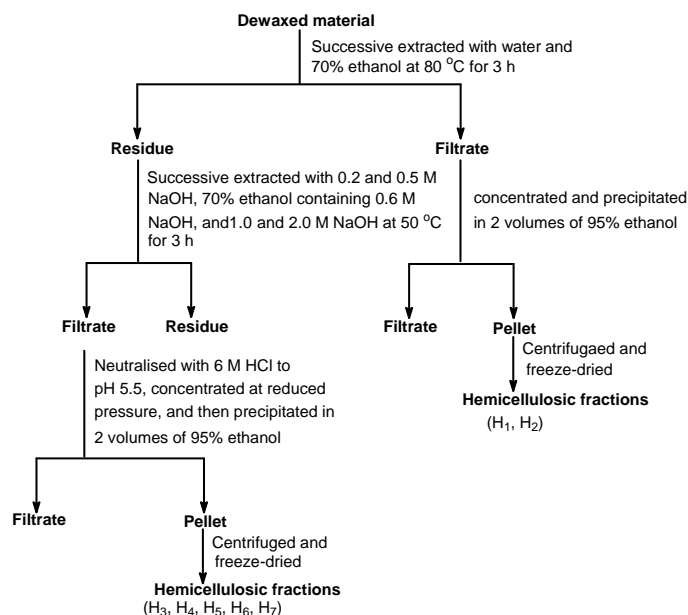 Dewaxed material
Successive extracted with water and
70% ethanol at 80 °C for 3 h
Residue
Filtrate
Successive extracted with 0.2 and 0.5 M
NaOH, 70% ethanol containing 0.6 M
NaOH, and1.0 and 2.0 M NaOH at 50 °C
for 3 h
concentrated and precipitated
in 2 volumes of 95% ethanol
Filtrate
Residue
Filtrate
Pellet
Neutralised with 6 M HCl to
pH 5.5, concentrated at reduced
pressure, and then precipitated in
2 volumes of 95% ethanol
Centrifugaed and
freeze-dried
Hemicellulosic fractions
(H₁, H₂)
Filtrate
Pellet
Centrifuged and
freeze-dried
Hemicellulosic fractions
(H₃, H₄, H₅, H₆, H₇)